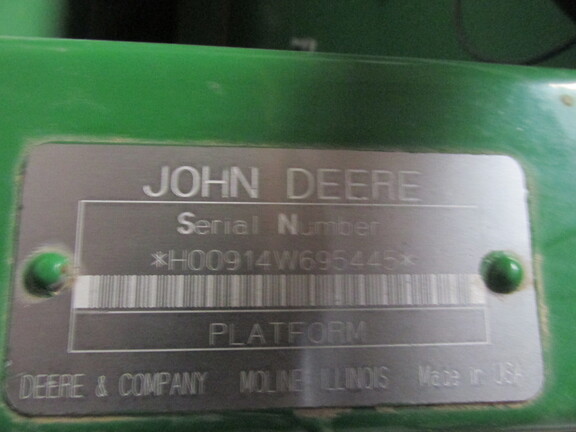 JOHN DEERE
Serial Number
*H00914W695445*
PLATFORM
DEERE & COMPANY MOLINE ILLINOIS Made in USA